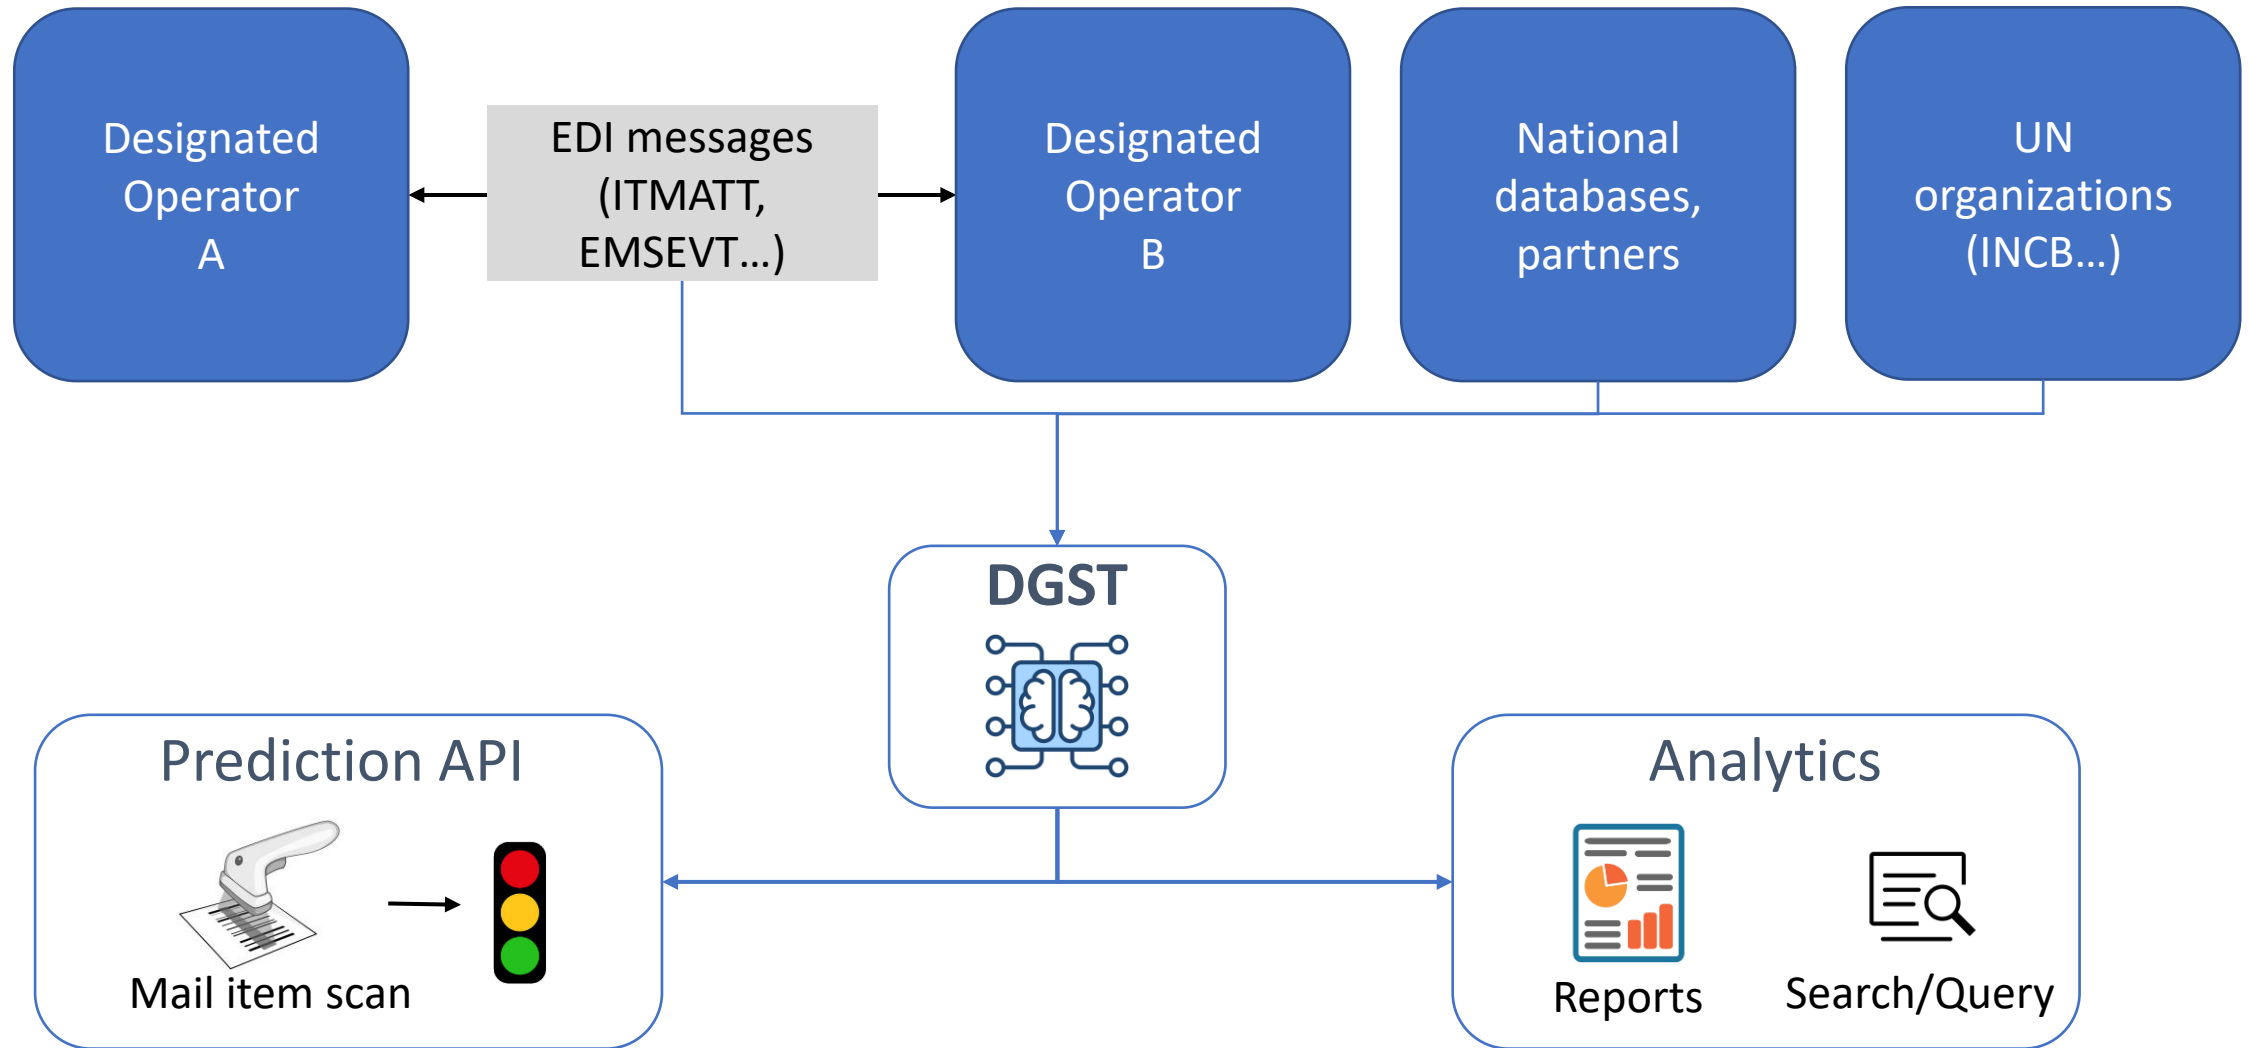 Designated
Operator
A
EDI messages
(ITMATT,
EMSEVT...)
Designated
Operator
B
National
databases,
partners
UN
organizations
(INCB...)
DGST
Prediction API
Mail item scan
Analytics
Reports
Search/Query